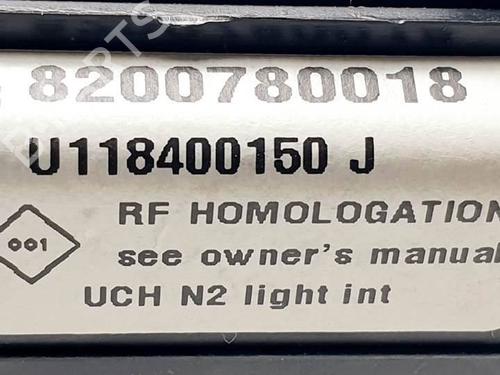 8200780018
U118400150 J
001
RF HOMOLOGATION
see owner's manual
UCH N2 light int